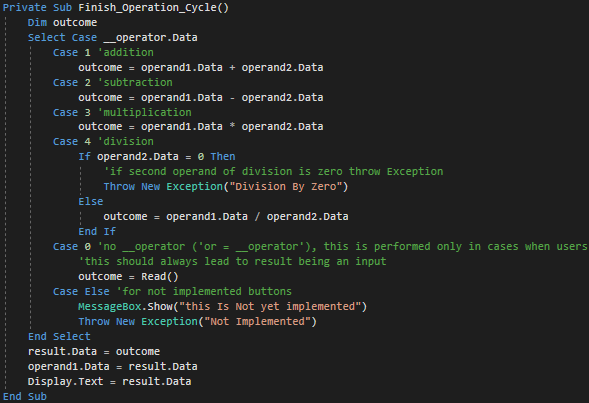 Private Sub Finish_Operation_Cycle()
    Dim outcome
    Select Case __operator.Data
        Case 1 'addition
            outcome = operand1.Data + operand2.Data
        Case 2 'subtraction
            outcome = operand1.Data - operand2.Data
        Case 3 'multiplication
            outcome = operand1.Data * operand2.Data
        Case 4 'division
            If operand2.Data = 0 Then
                'if second operand of division is zero throw Exception
                Throw New Exception("Division By Zero")
            Else
                outcome = operand1.Data / operand2.Data
            End If
        Case 0 'no __operator ('or = __operator'), this is performed only in cases when users
            'this should always lead to result being an input
            outcome = Read()
        Case Else 'for not implemented buttons
            MessageBox.Show("this Is Not yet implemented")
            Throw New Exception("Not Implemented")
    End Select
    result.Data = outcome
    operand1.Data = result.Data
    Display.Text = result.Data
End Sub